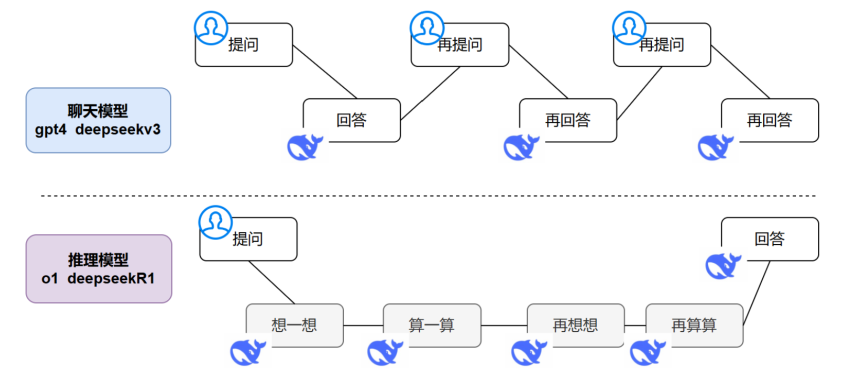 提问
再提问
再提问
聊天模型
gpt4 deepseekv3
回答
再回答
再回答
推理模型
o1 deepseekR1
提问
回答
想一想
算一算
再想想
再算算